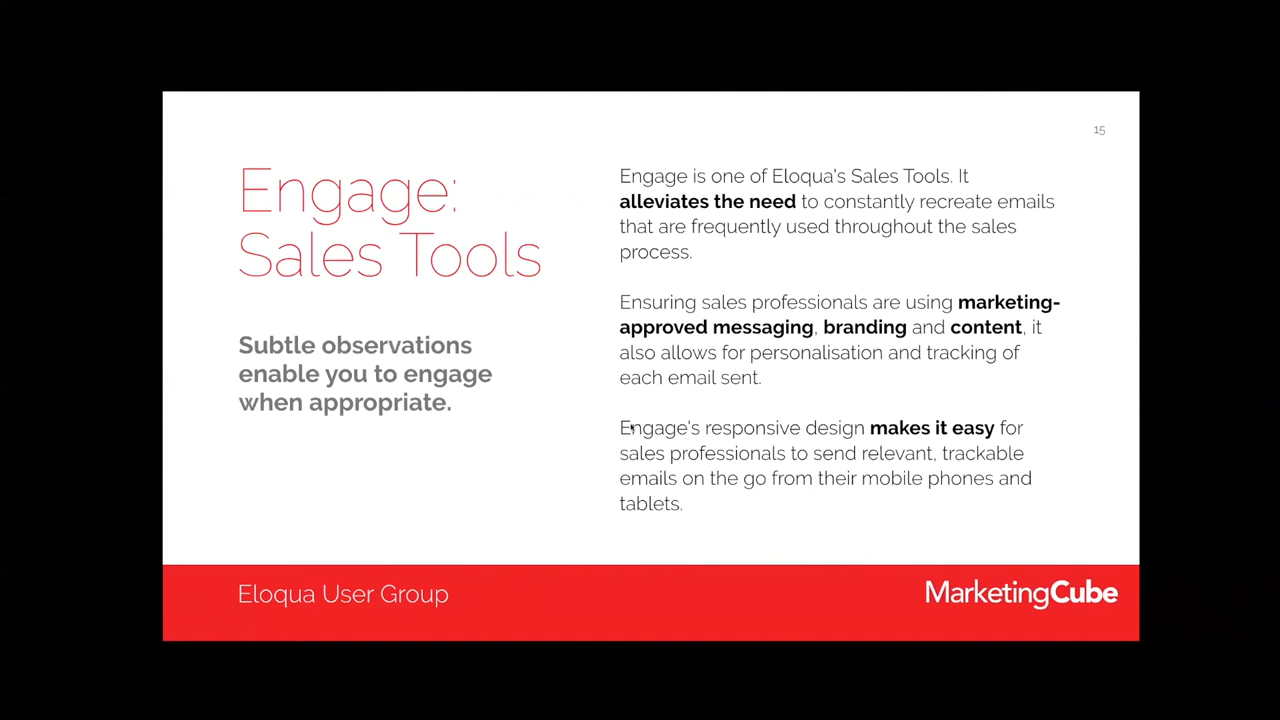 15
Engage:
Sales Tools
Subtle observations
enable you to engage
when appropriate.
Engage is one of Eloqua's Sales Tools. It
alleviates the need to constantly recreate emails
that are frequently used throughout the sales
process.
Ensuring sales professionals are using marketing-
approved messaging, branding and content, it
also allows for personalisation and tracking of
each email sent.
Engage's responsive design makes it easy for
sales professionals to send relevant, trackable
emails on the go from their mobile phones and
tablets.
Eloqua User Group
MarketingCube